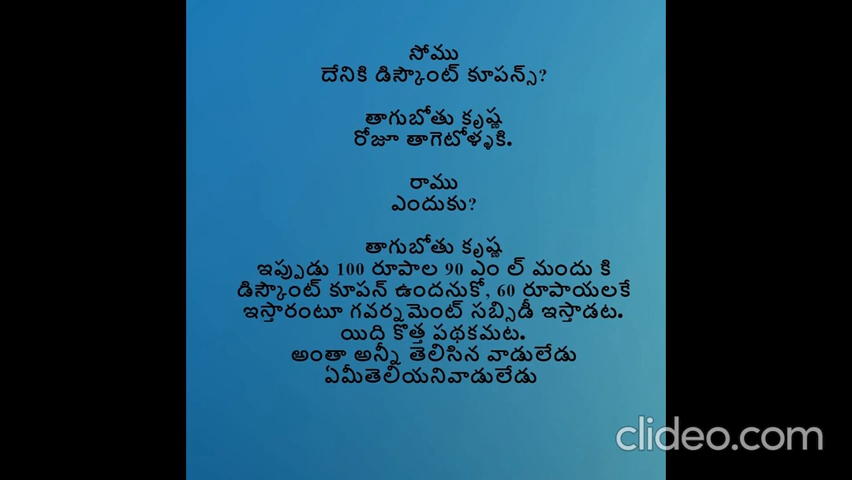 సోము
దేనికి డిస్కౌంట్ కూపన్స్?
తాగుబోతు కృష్ణ
రోజూ తాగెటోళ్ళకి.
రాము
ఎందుకు?
తాగుబోతు కృష్ణ
ఇప్పుడు 100 రూపాల 90 ఎం ల్ మందు కి
డిస్కౌంట్ కూపన్ ఉందనుకో, 60 రూపాయలకే
ఇస్తారంటూ గవర్నమెంట్ సబ్సిడీ ఇస్తాడట.
యిది కొత్త పథకమట.
అంతా అన్నీ తెలిసిన వాడులేడు
ఏమీతెలియనివాడులేడు
clideo.com